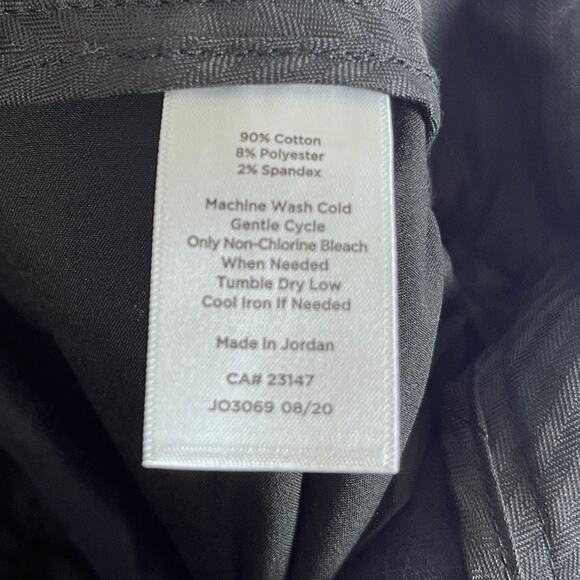 90% Cotton
8% Polyester
2% Spandex
Machine Wash Cold
Gentle Cycle
Only Non-Chlorine Bleach
When Needed
Tumble Dry Low
Cool Iron If Needed
Made In Jordan
CA# 23147
JO3069 08/20